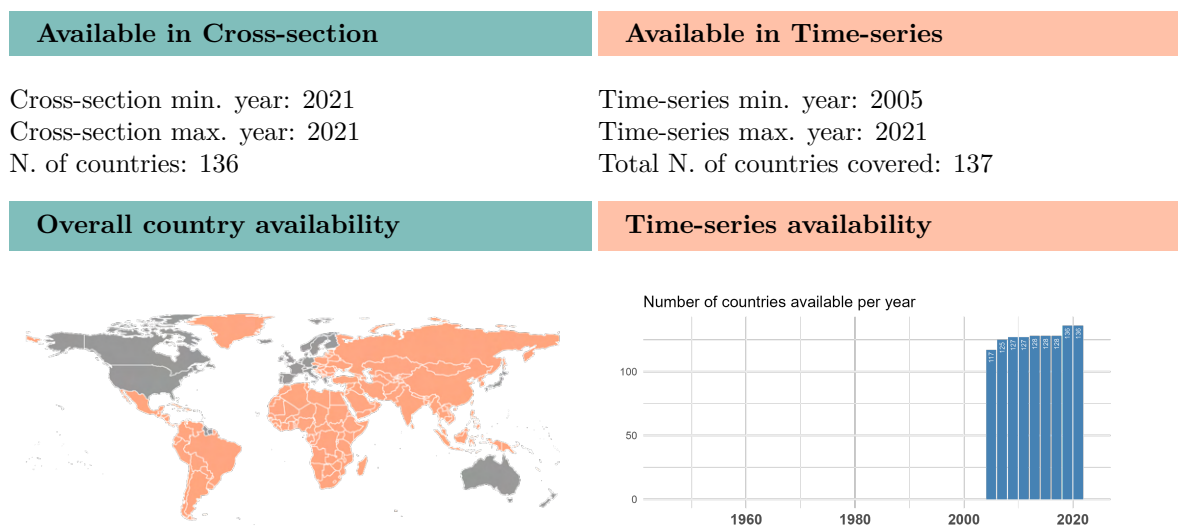 Available in Cross-section
Available in Time-series
Cross-section min. year: 2021
Cross-section max. year: 2021
N. of countries: 136
Time-series min. year: 2005
Time-series max. year: 2021
Total N. of countries covered: 137
Overall country availability
Time-series availability
Number of countries available per year
100
50
0
117
125
127
127
128
128
128
136
136
1960
1980
2000
2020